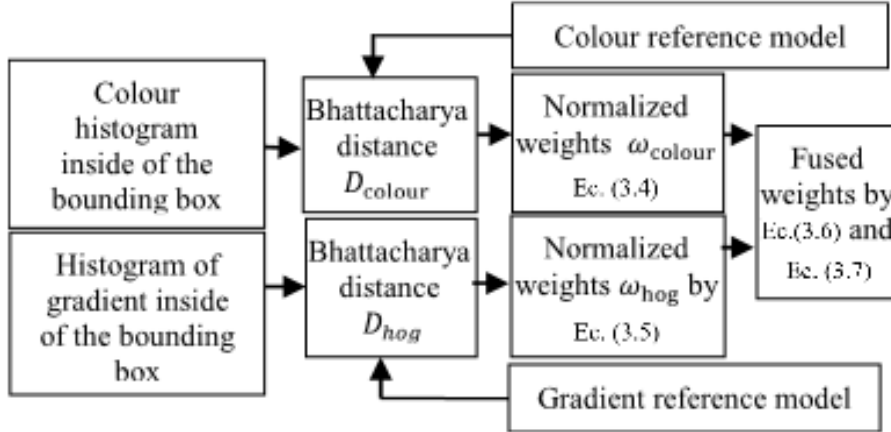 Colour reference model
Colour
histogram
inside of the
bounding box
Bhattacharya
distance
D_colour
Normalized
weights ω_colour
Ec. (3.4)
Fused
weights by
Ec.(3.6) and
Ec. (3.7)
Histogram of
gradient inside
of the bounding
box
Bhattacharya
distance
D_hog
Normalized
weights ω_hog by
Ec. (3.5)
Gradient reference model